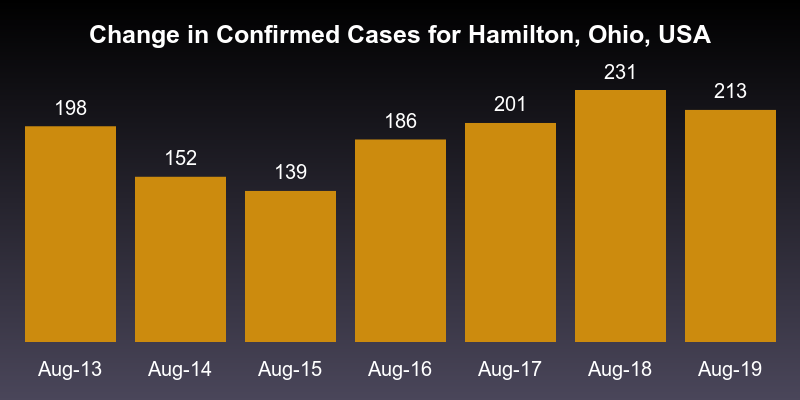 Change in Confirmed Cases for Hamilton, Ohio, USA
198 152 139 186 201 231 213
Aug-13 Aug-14 Aug-15 Aug-16 Aug-17 Aug-18 Aug-19